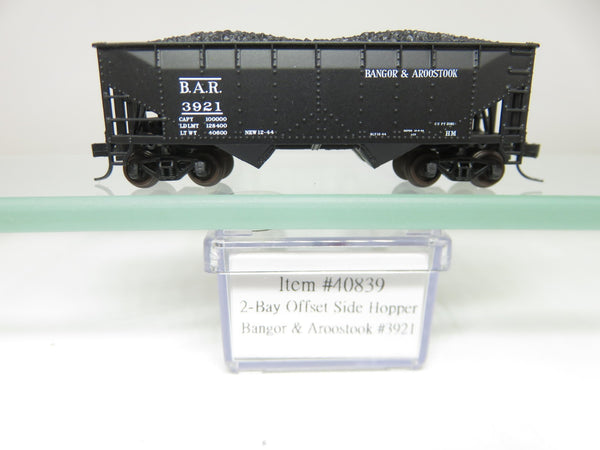 B.A.R.
3921
CAPY 100000
LD LMT 128400
LT WT 40600 NEW 12-44
BANGOR & AROOSTOOK
HM
Item #40839
2-Bay Offset Side Hopper
Bangor & Aroostook #3921